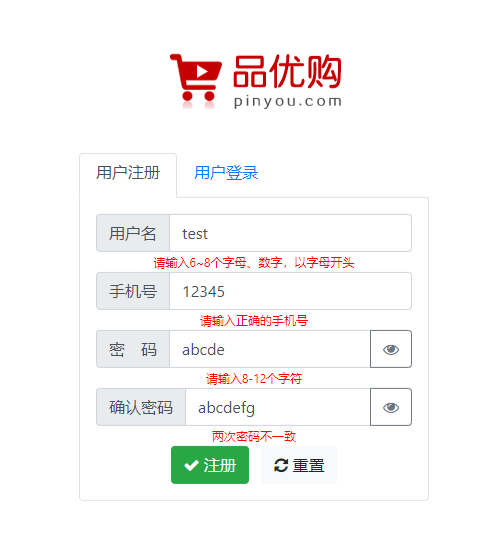 品优购
pinyou.com
用户注册 用户登录
用户名 test
请输入6~8个字母、数字，以字母开头
手机号 12345
请输入正确的手机号
密 码 abcde
请输入8-12个字符
确认密码 abcdefg
两次密码不一致
注册 重置